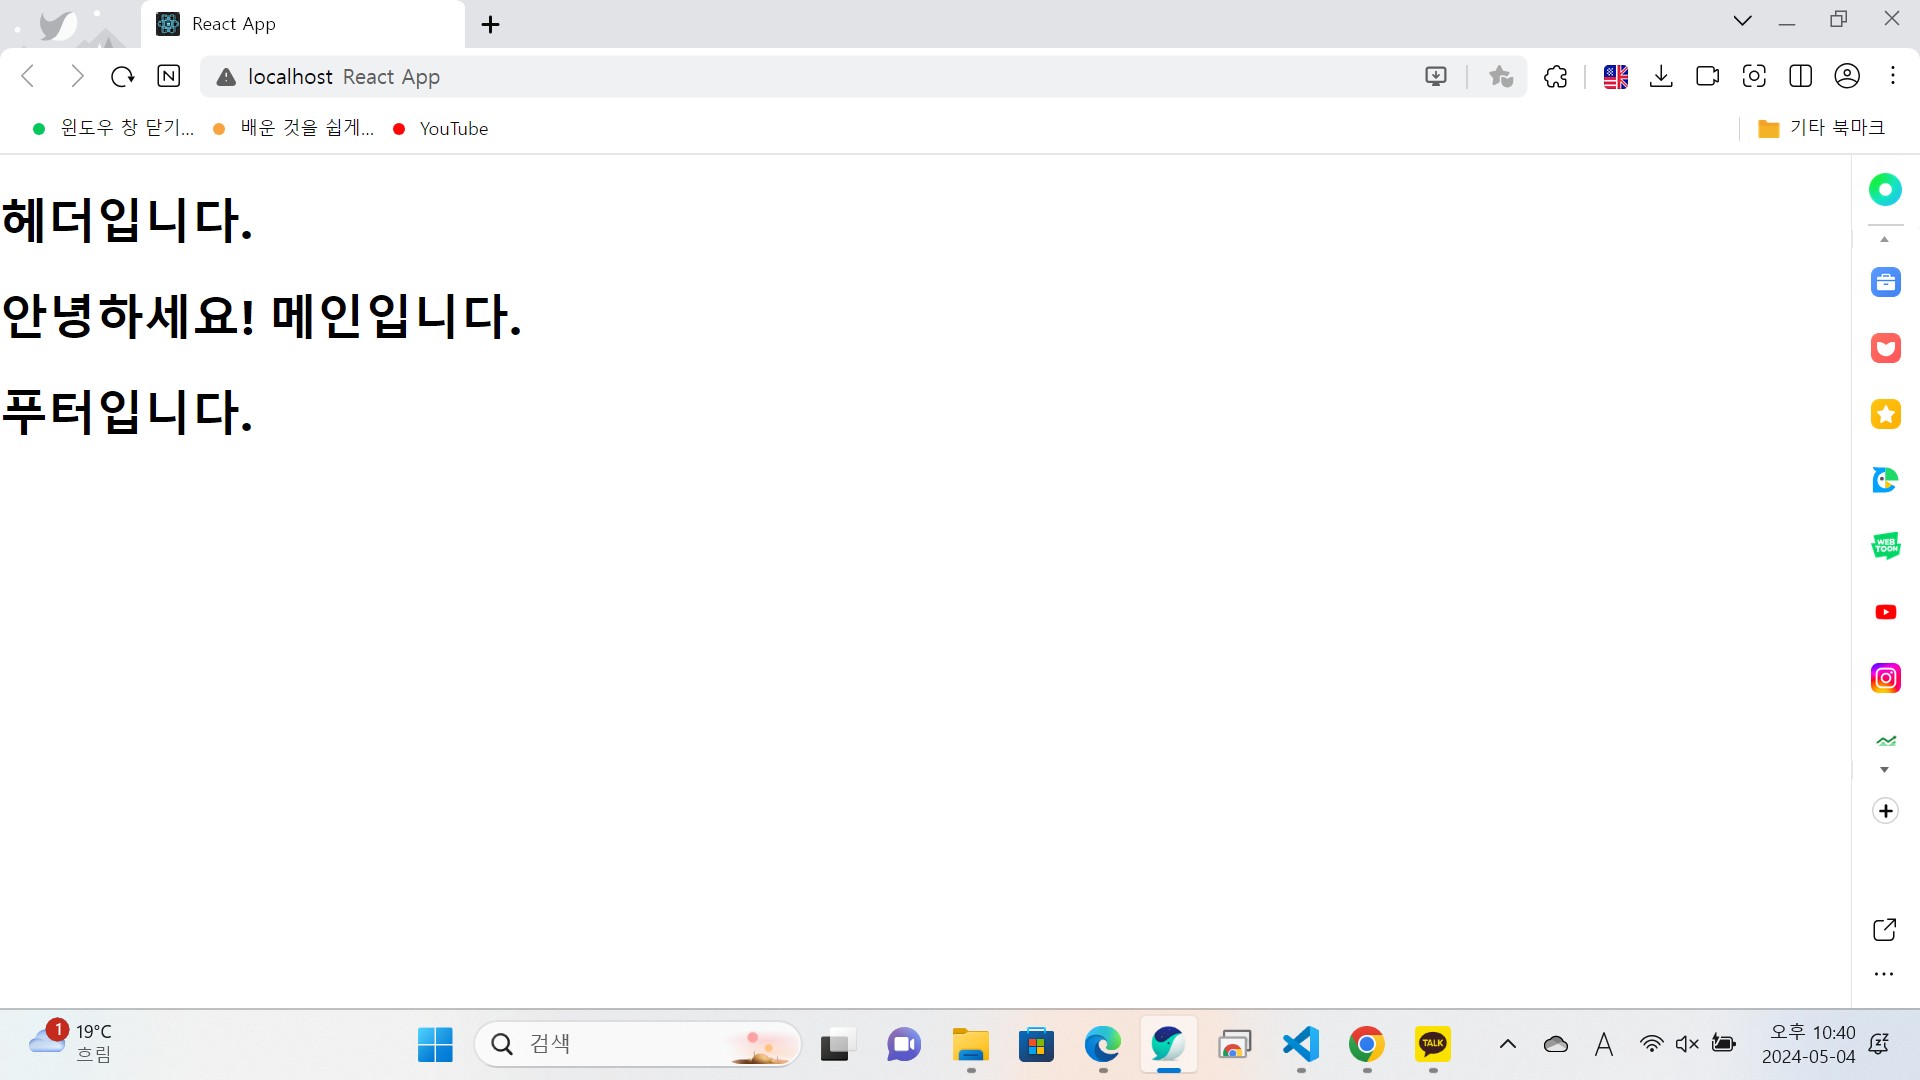 React App
localhost React App
윈도우 창 닫기...
배운 것을 쉽게...
YouTube
기타 북마크
헤더입니다.
안녕하세요! 메인입니다.
푸터입니다.
WEB
TOON
1
19°C
흐림
검색
TALK
A
오후 10:40
2024-05-04